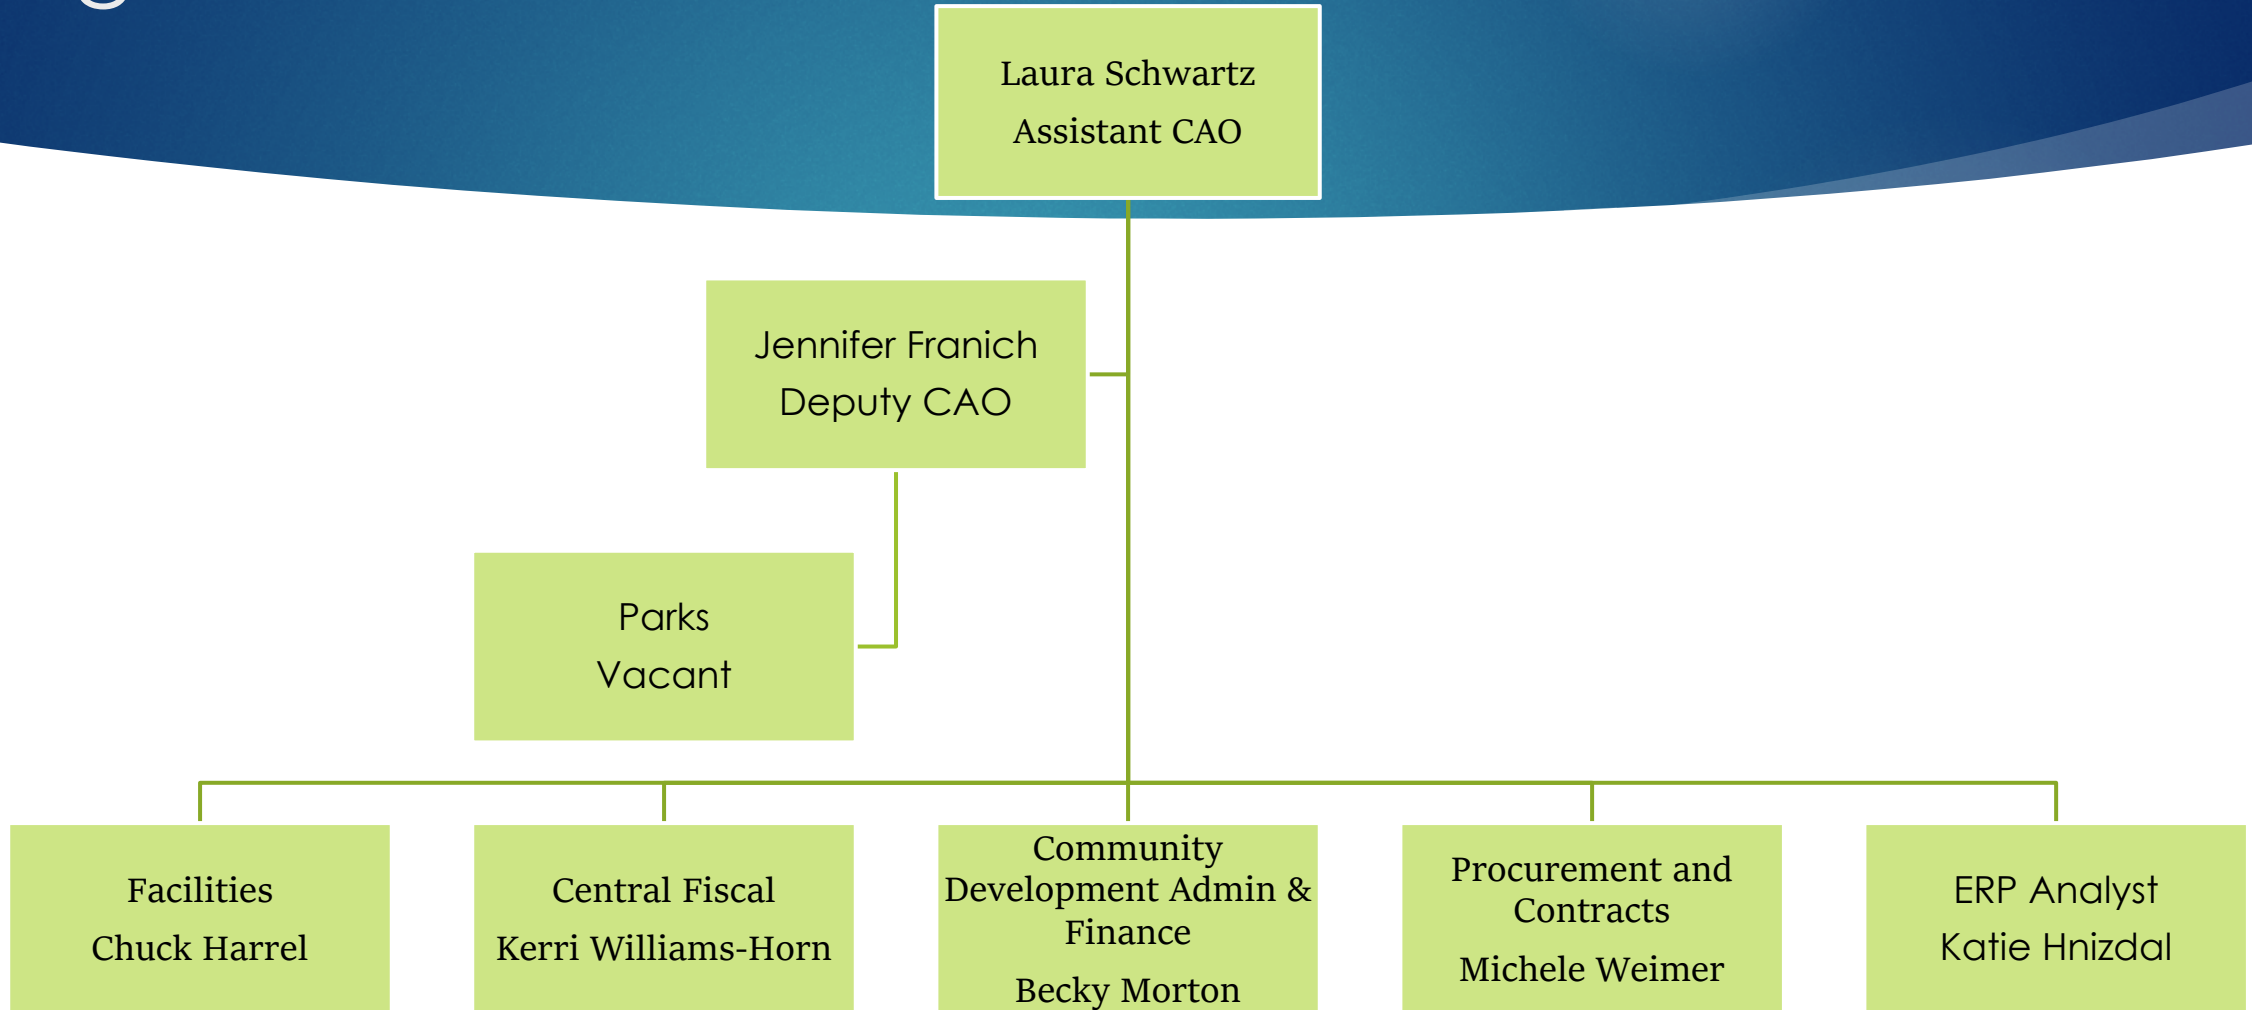 Laura Schwartz
Assistant CAO
Jennifer Franich
Deputy CAO
Parks
Vacant
Facilities
Chuck Harrel
Central Fiscal
Kerri Williams-Horn
Community
Development Admin &
Finance
Becky Morton
Procurement and
Contracts
Michele Weimer
ERP Analyst
Katie Hnizdal